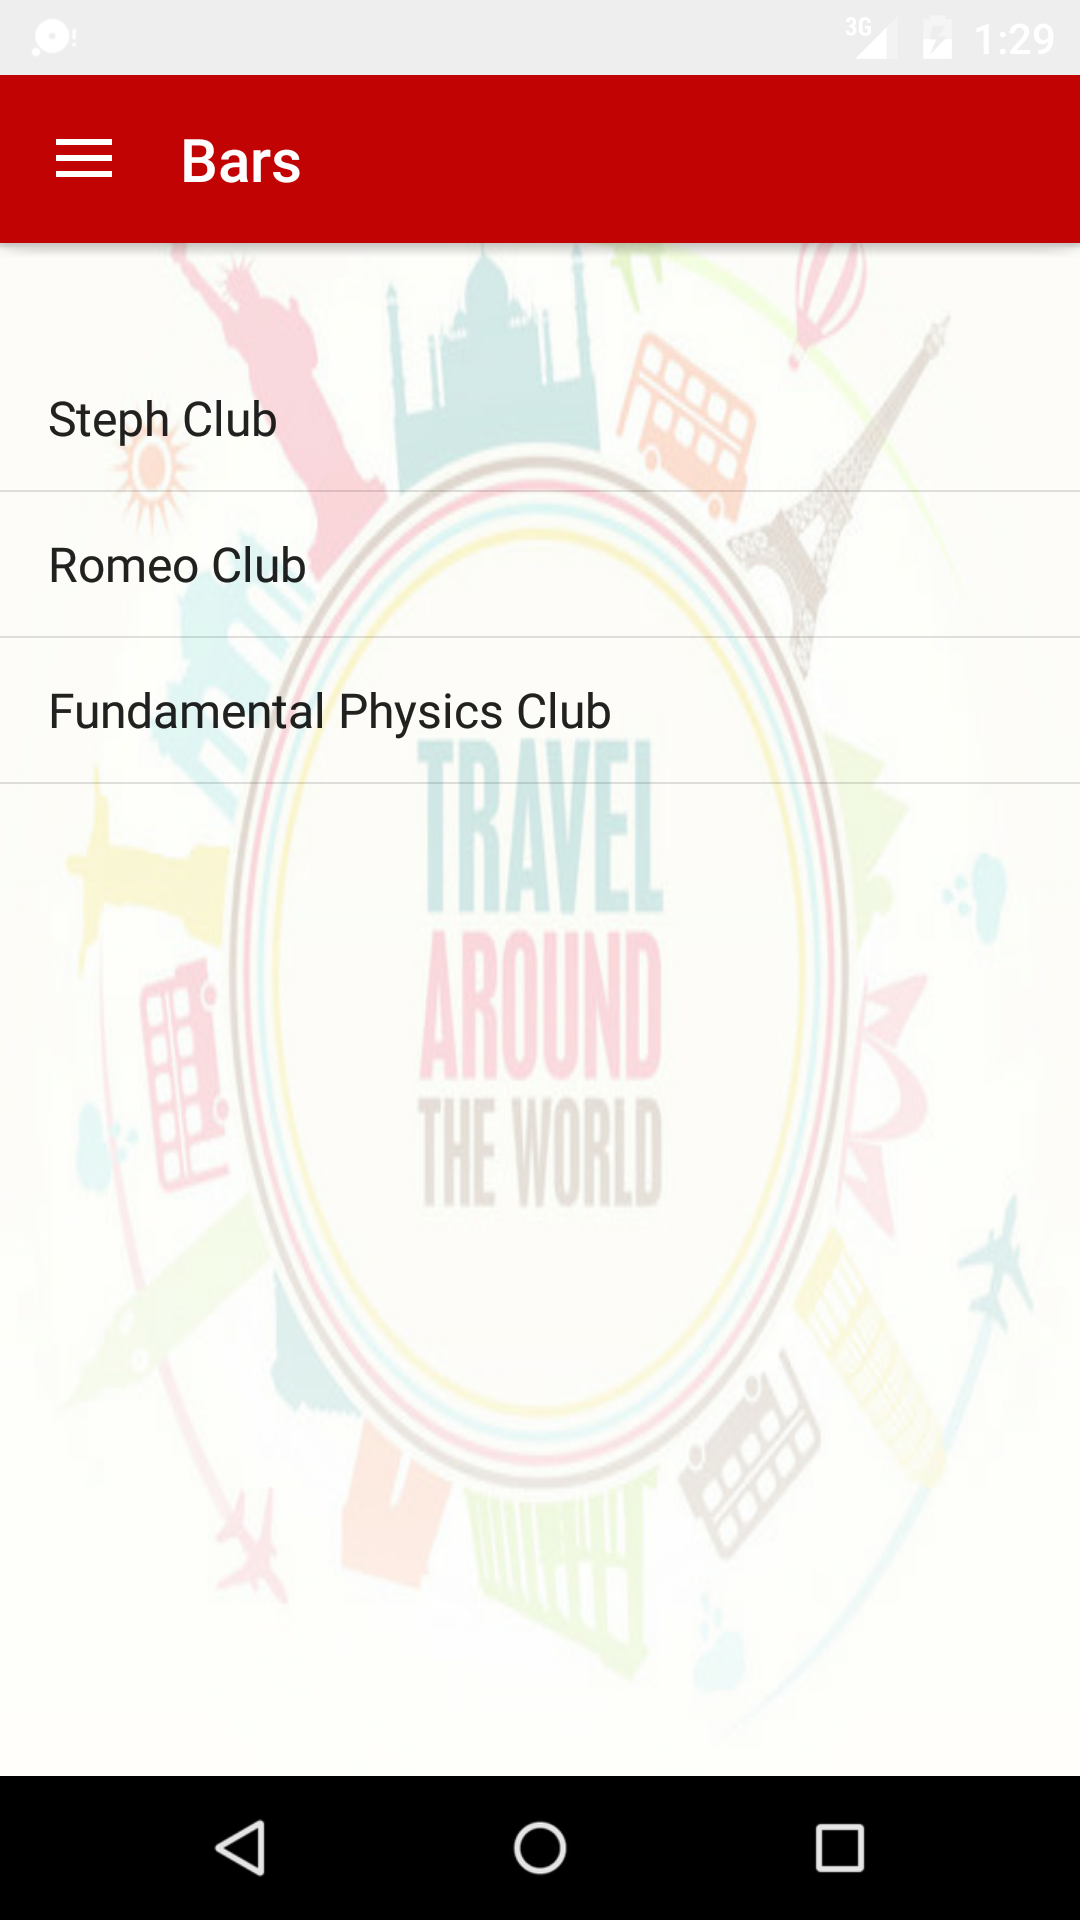 3G 1:29
Bars
Steph Club
Romeo Club
Fundamental Physics Club
TRAVEL
AROUND
THE WORLD